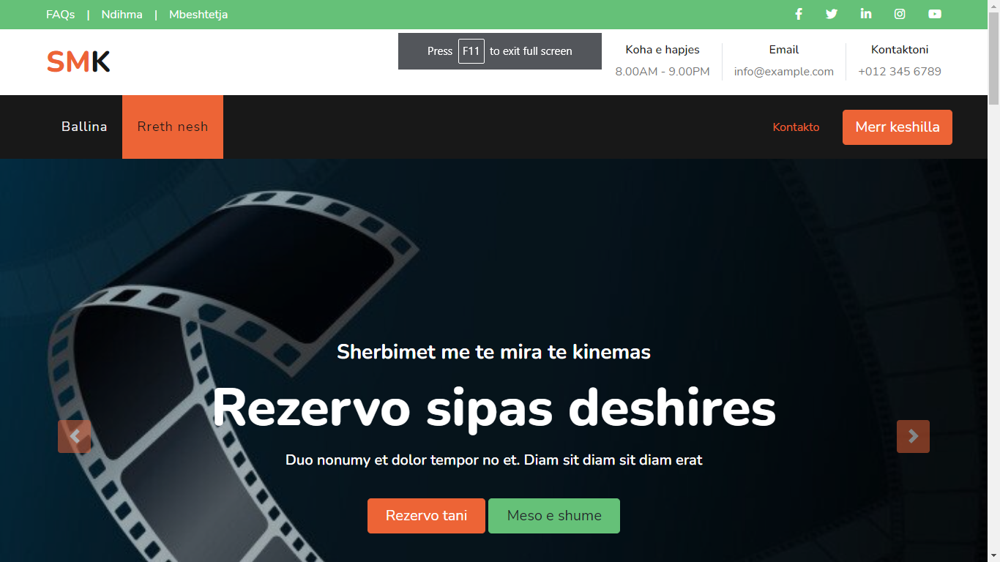 FAQs | Ndihma | Mbeshtetja
SMK
Press F11 to exit full screen
Koha e hapjes
8.00AM - 9.00PM
Email
info@example.com
Kontaktoni
+012 345 6789
Ballina
Rreth nesh
Kontakto
Merr keshilla
Sherbimet me te mira te kinemas
Rezervo sipas deshires
Duo nonumy et dolor tempor no et. Diam sit diam sit diam erat
Rezervo tani
Meso e shume